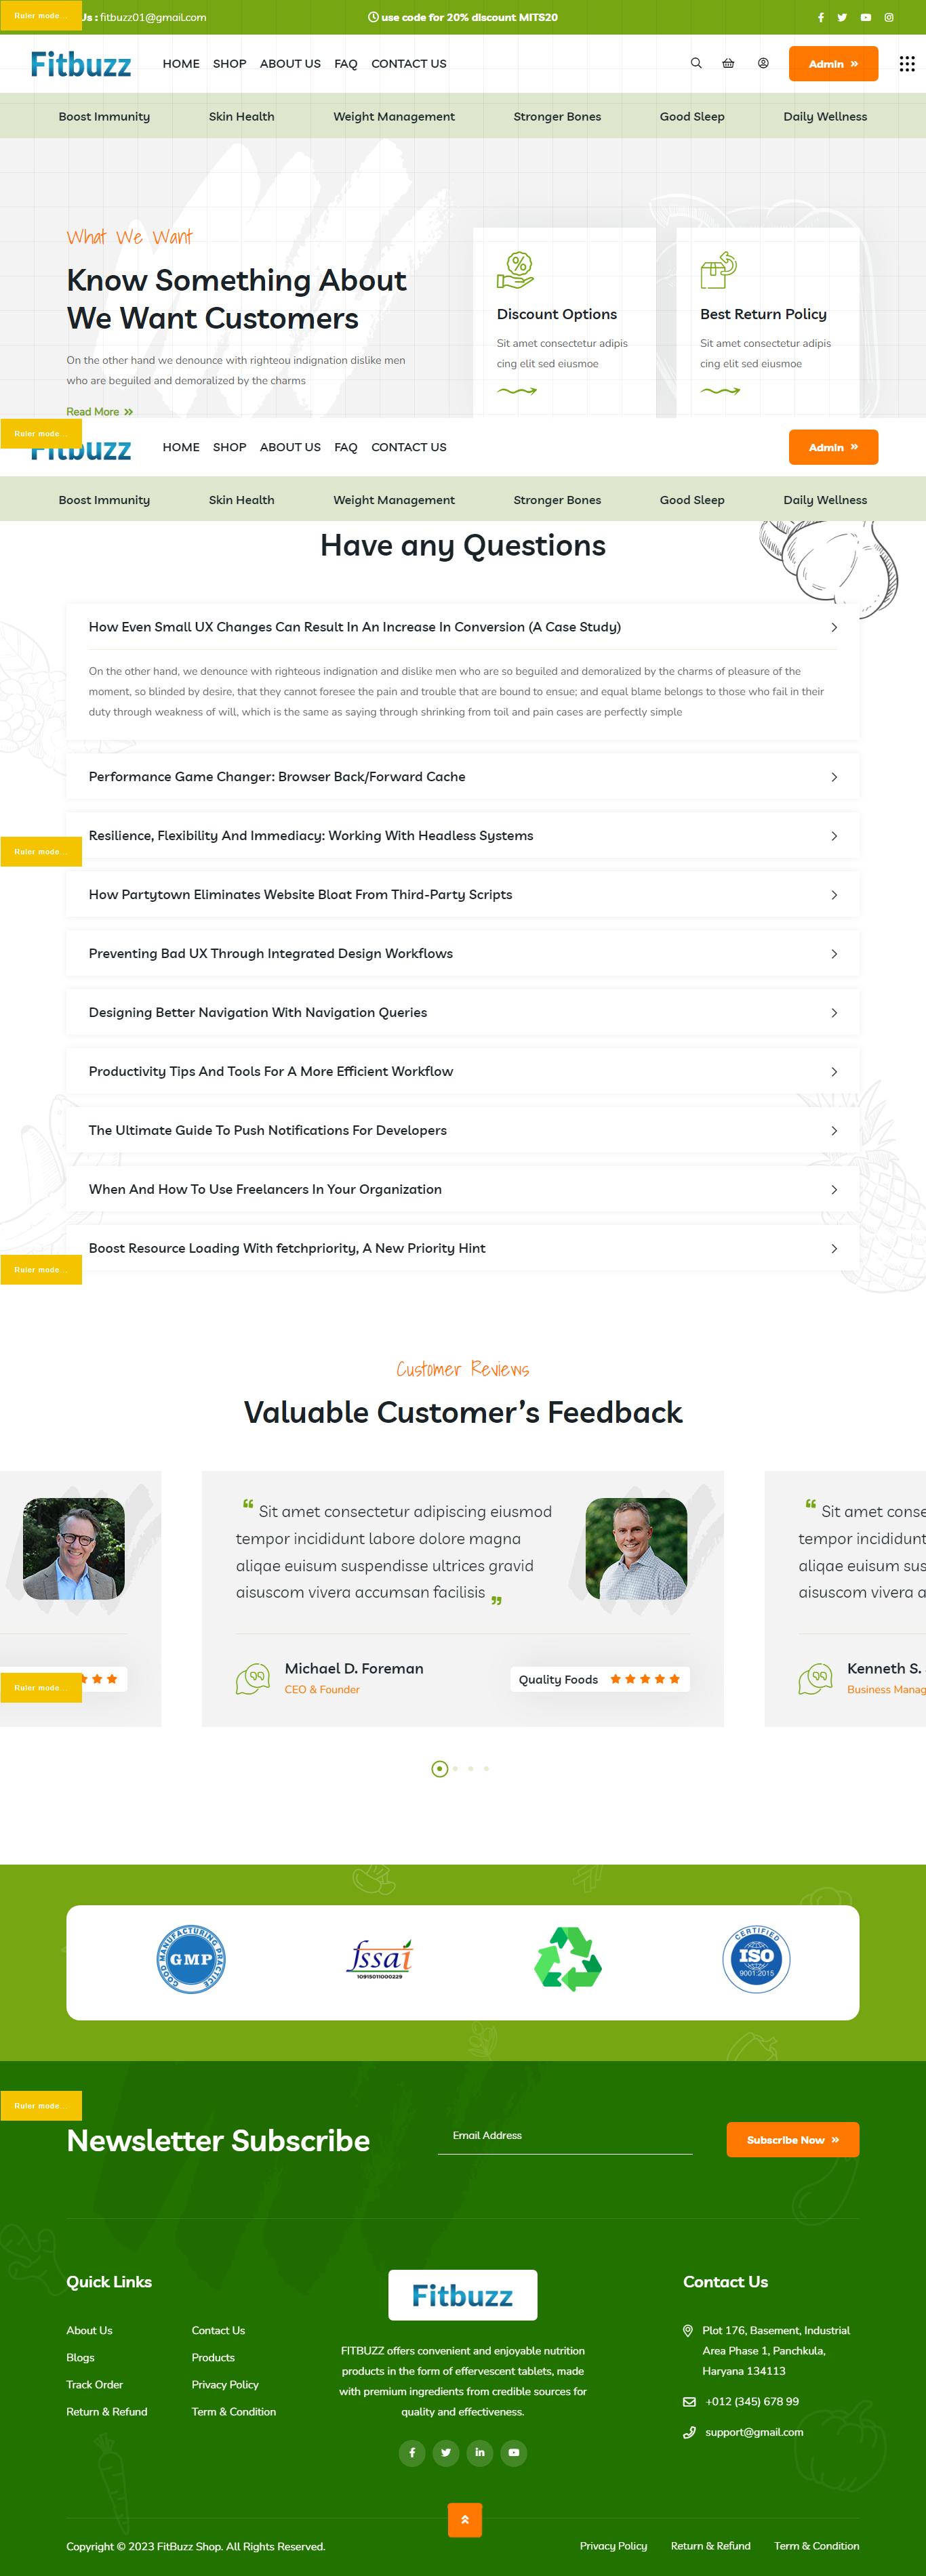 Ruler mode...
Us : fitbuzz01@gmail.com
use code for 20% discount MITS20
Fitbuzz
HOME SHOP ABOUT US FAQ CONTACT US
Admin
Boost Immunity Skin Health Weight Management Stronger Bones Good Sleep Daily Wellness
What We Want
Know Something About
We Want Customers
On the other hand we denounce with righteou indignation dislike men
who are beguiled and demoralized by the charms
Read More
Discount Options
Sit amet consectetur adipis
cing elit sed eiusmoe
Best Return Policy
Sit amet consectetur adipis
cing elit sed eiusmoe
Ruler mode...
Fitbuzz
HOME SHOP ABOUT US FAQ CONTACT US
Admin
Boost Immunity Skin Health Weight Management Stronger Bones Good Sleep Daily Wellness
Have any Questions
How Even Small UX Changes Can Result In An Increase In Conversion (A Case Study)
On the other hand, we denounce with righteous indignation and dislike men who are so beguiled and demoralized by the charms of pleasure of the
moment, so blinded by desire, that they cannot foresee the pain and trouble that are bound to ensue; and equal blame belongs to those who fail in their
duty through weakness of will, which is the same as saying through shrinking from toil and pain cases are perfectly simple
Performance Game Changer: Browser Back/Forward Cache
Resilience, Flexibility And Immediacy: Working With Headless Systems
Ruler mode...
How Partytown Eliminates Website Bloat From Third-Party Scripts
Preventing Bad UX Through Integrated Design Workflows
Designing Better Navigation With Navigation Queries
Productivity Tips And Tools For A More Efficient Workflow
The Ultimate Guide To Push Notifications For Developers
When And How To Use Freelancers In Your Organization
Boost Resource Loading With fetchpriority, A New Priority Hint
Ruler mode...
Customer Reviews
Valuable Customer's Feedback
Sit amet consectetur adipiscing eiusmod
tempor incididunt labore dolore magna
aliqae euismod suspendisse ultrices gravid
aisuscom vivera accumsan facilisis
Michael D. Foreman
CEO & Founder
Quality Foods
Sit amet conse
tempor incididunt
aliqae euisum sus
aisuscom vivera a
Kenneth S.
Business Manag
Ruler mode...
GOOD MANUFACTURING PRACTICE
GMP
fssai
10915011000229
CERTIFIED
ISO
9001:2015
Ruler mode...
Newsletter Subscribe
Email Address
Subscribe Now
Quick Links
About Us
Blogs
Track Order
Return & Refund
Contact Us
Products
Privacy Policy
Term & Condition
Fitbuzz
FITBUZZ offers convenient and enjoyable nutrition
products in the form of effervescent tablets, made
with premium ingredients from credible sources for
quality and effectiveness.
Contact Us
Plot 176, Basement, Industrial
Area Phase 1, Panchkula,
Haryana 134113
+012 (345) 678 99
support@gmail.com
Copyright © 2023 FitBuzz Shop. All Rights Reserved.
Privacy Policy Return & Refund Term & Condition